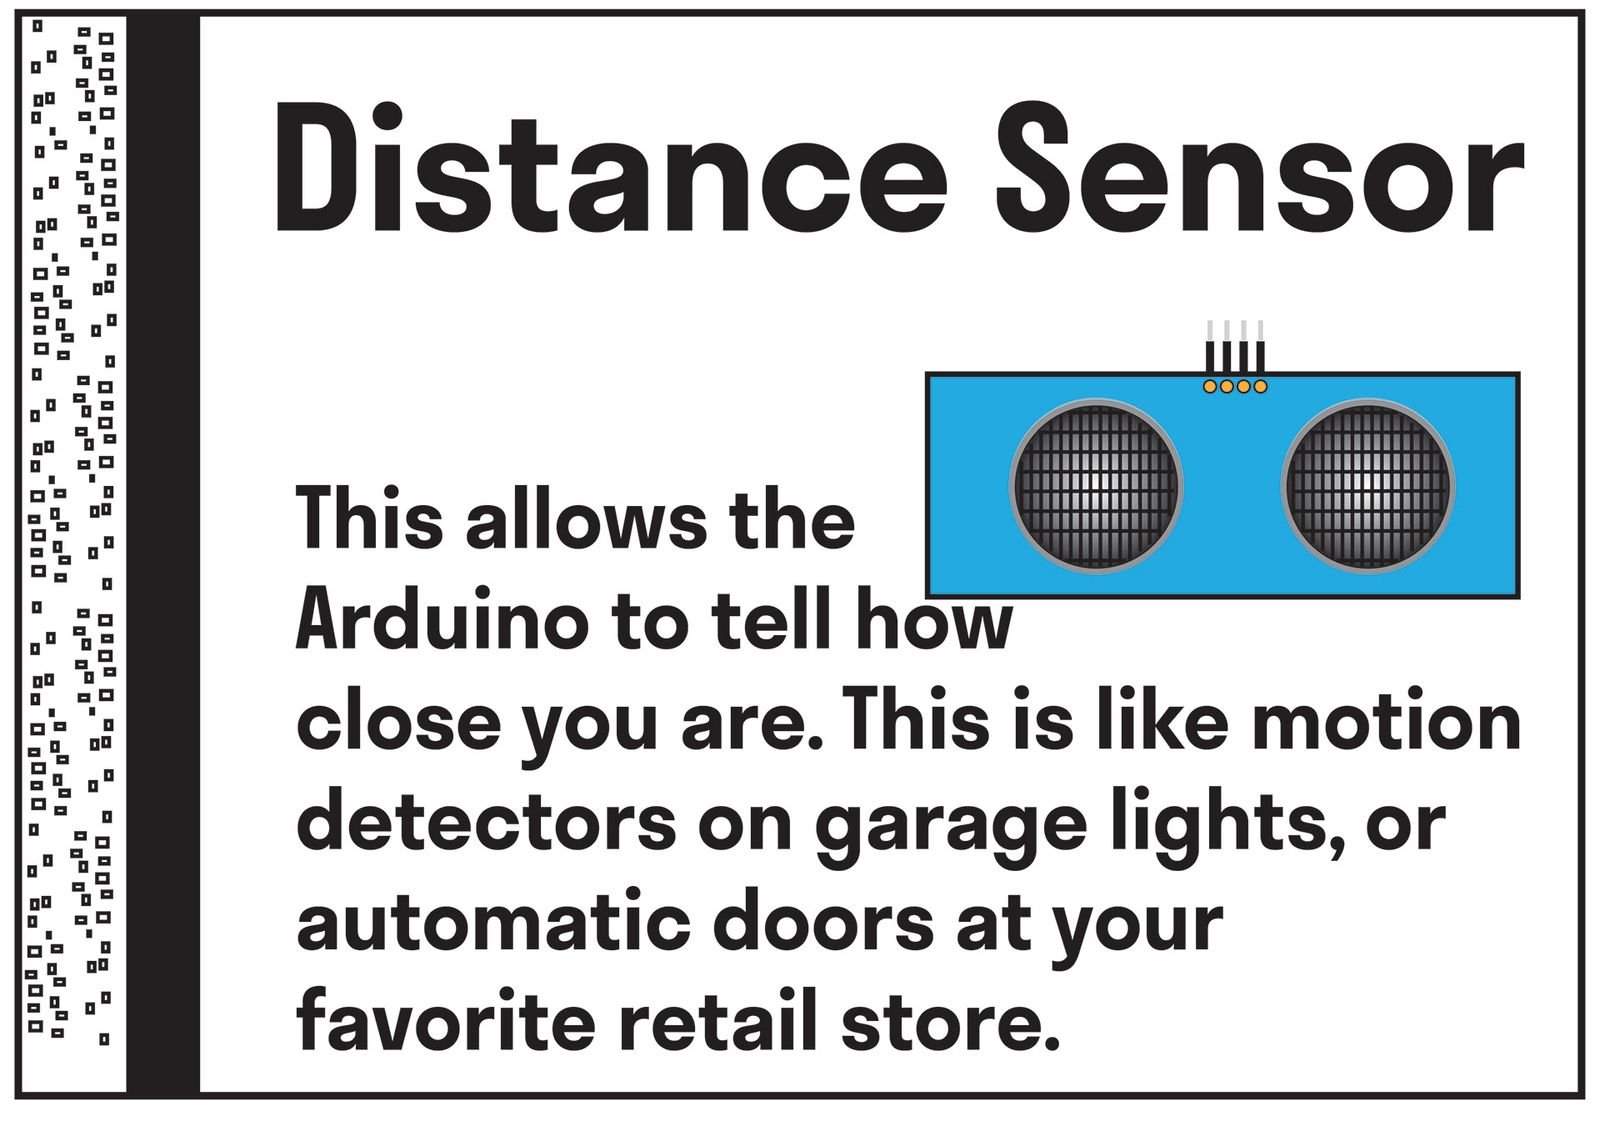 Distance Sensor
This allows the
Arduino to tell how
close you are. This is like motion
detectors on garage lights, or
automatic doors at your
favorite retail store.